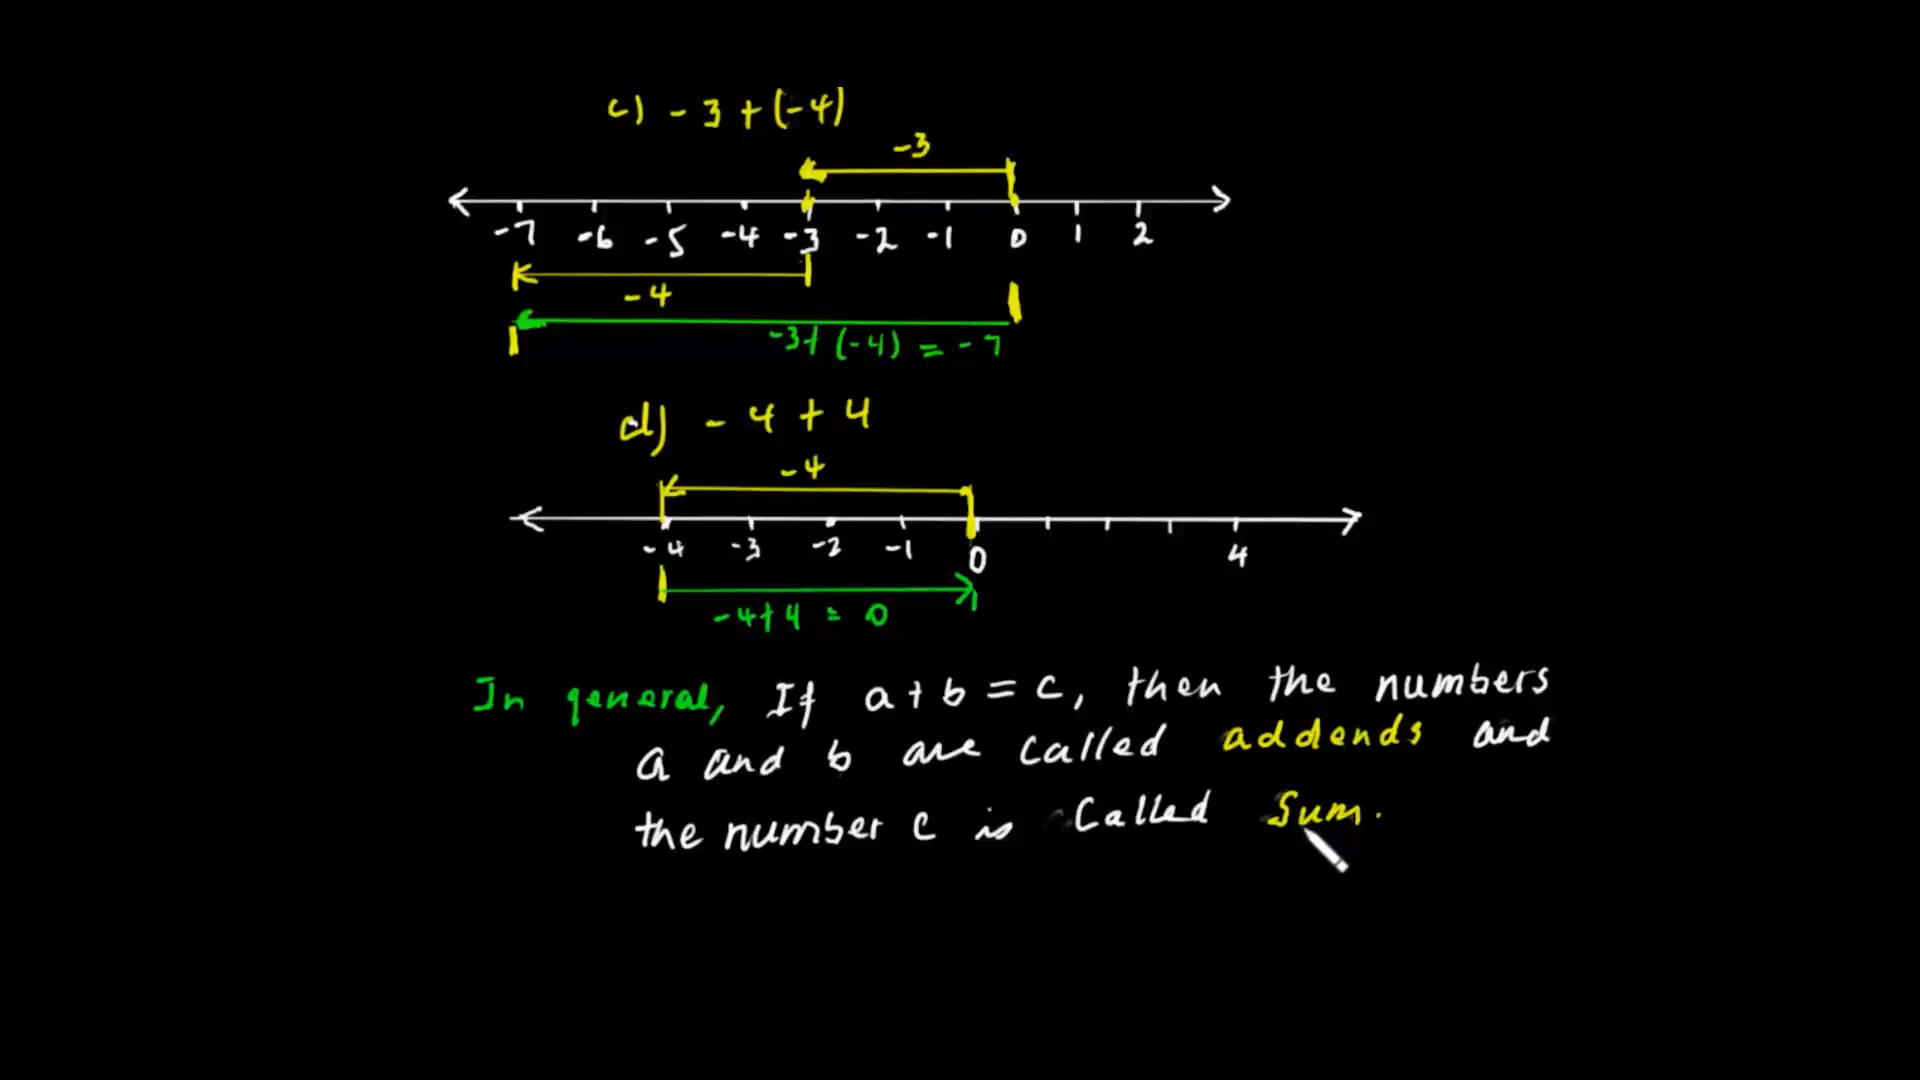 c) -3 + (-4)
-3
-7 -6 -5 -4 -3 -2 -1 0 1 2
-4
-3+ (-4) = -7
d) -4 + 4
-4
-4 -3 -2 -1 0 4
-4+4 = 0
In general, If a+b=c, then the numbers
a and b are called addends and
the number c is called Sum.